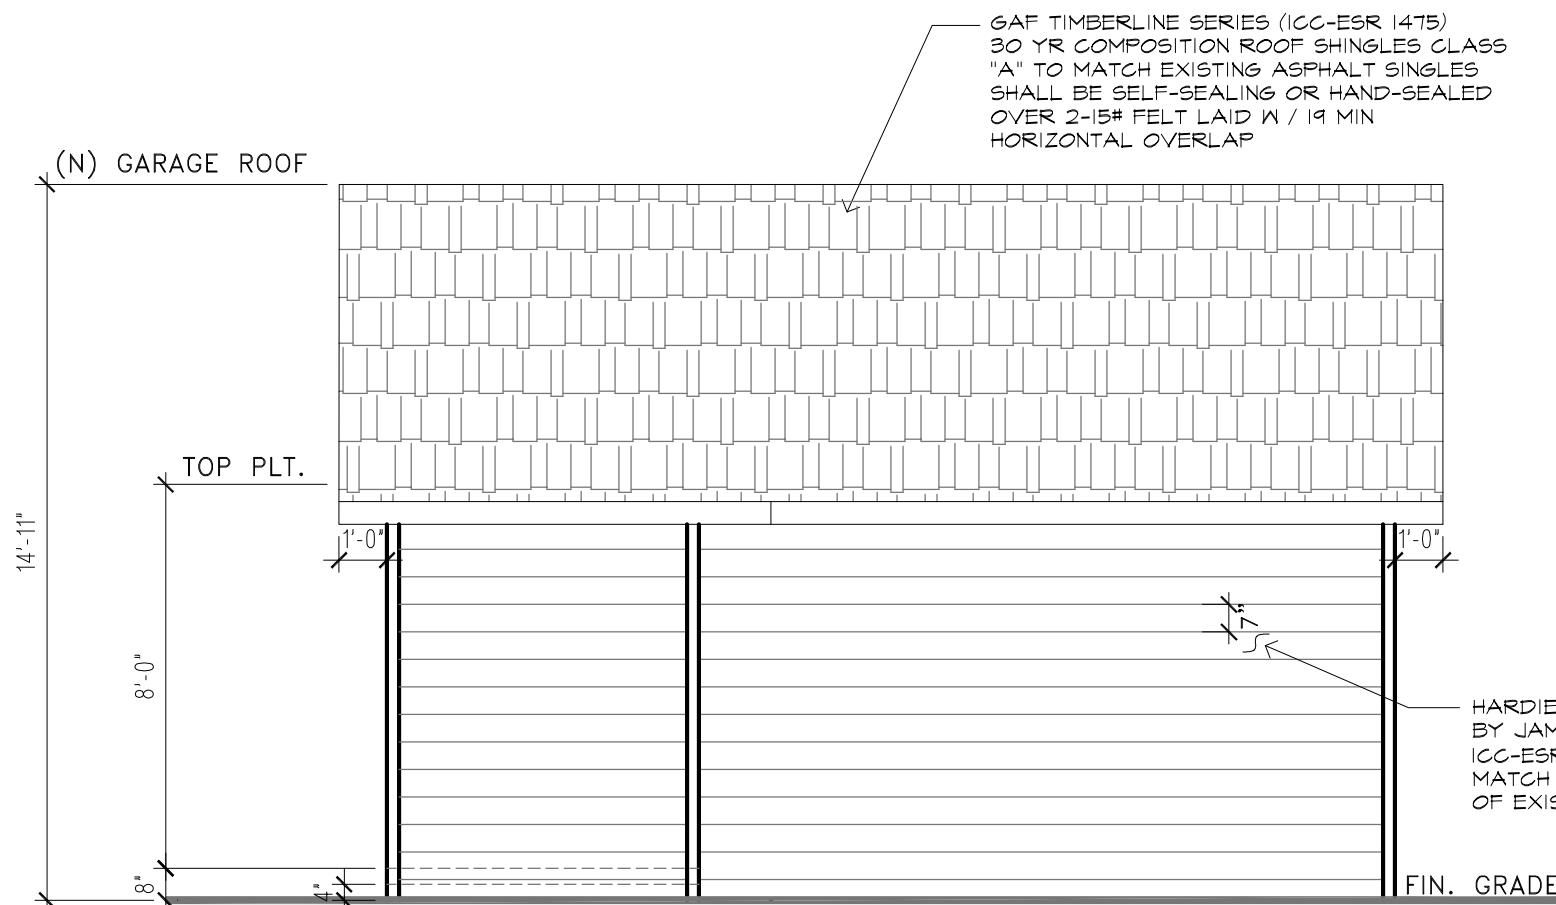 GAF TIMBERLINE SERIES (ICC-ESR 1475)
30 YR COMPOSITION ROOF SHINGLES CLASS
"A" TO MATCH EXISTING ASPHALT SINGLES
SHALL BE SELF-SEALING OR HAND-SEALED
OVER 2-15# FELT LAID W / 19 MIN
HORIZONTAL OVERLAP
(N) GARAGE ROOF
TOP PLT.
14'-11"
1'-0"
1'-0"
7"
8'-0"
HARDIE
BY JAM
ICC-ESR
MATCH
OF EXIS
8"
4"
FIN. GRADE